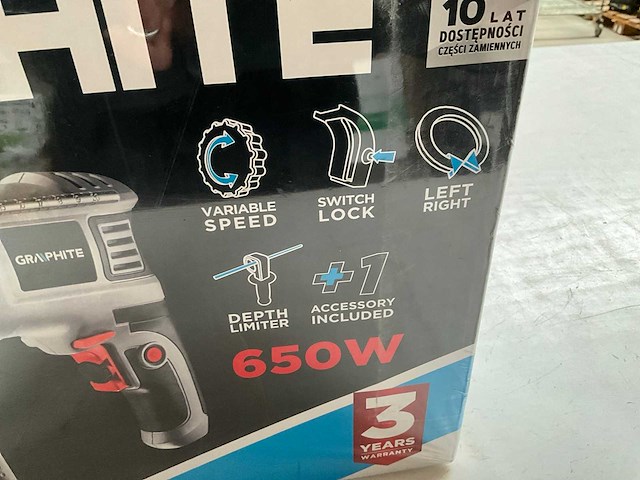 HITE
10 LAT
DOSTĘPNOŚCI
CZĘŚCI ZAMIENNYCH
VARIABLE
SPEED
SWITCH
LOCK
LEFT
RIGHT
GRAPHITE
DEPTH
LIMITER
+1
ACCESSORY
INCLUDED
650W
3
YEARS
WARRANTY